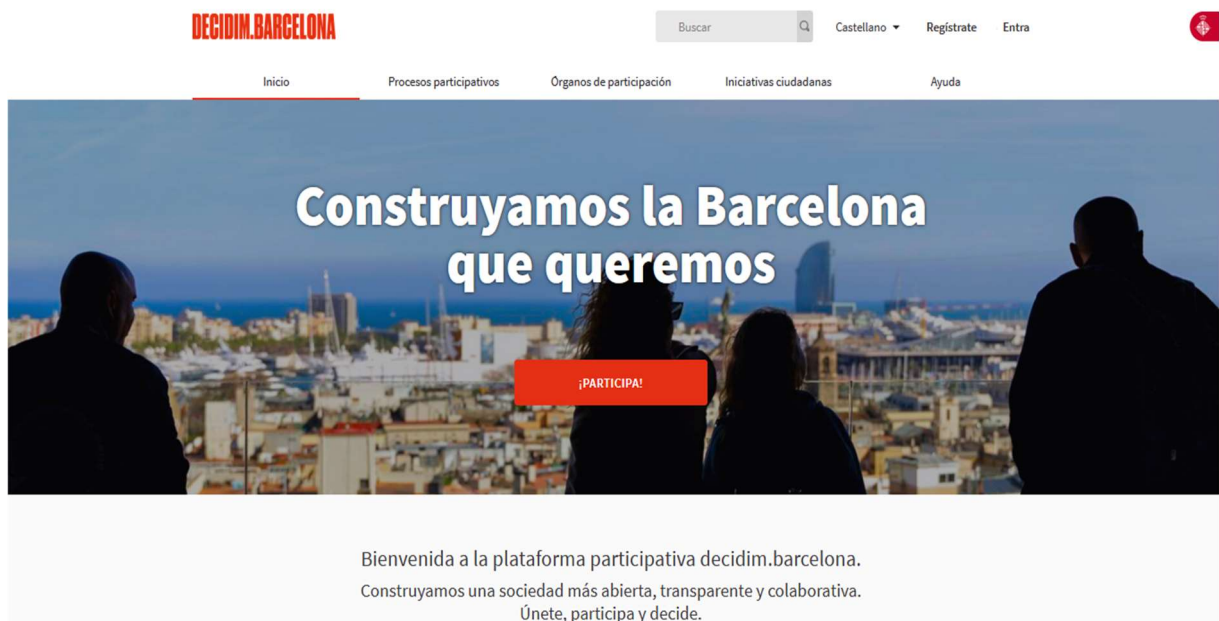 DECIDIM.BARCELONA
Buscar
Castellano
Regístrate
Entra
Inicio
Procesos participativos
Órganos de participación
Iniciativas ciudadanas
Ayuda
Construyamos la Barcelona
que queremos
¡PARTICIPA!
Bienvenida a la plataforma participativa decidim.barcelona.
Construyamos una sociedad más abierta, transparente y colaborativa.
Únete, participa y decide.